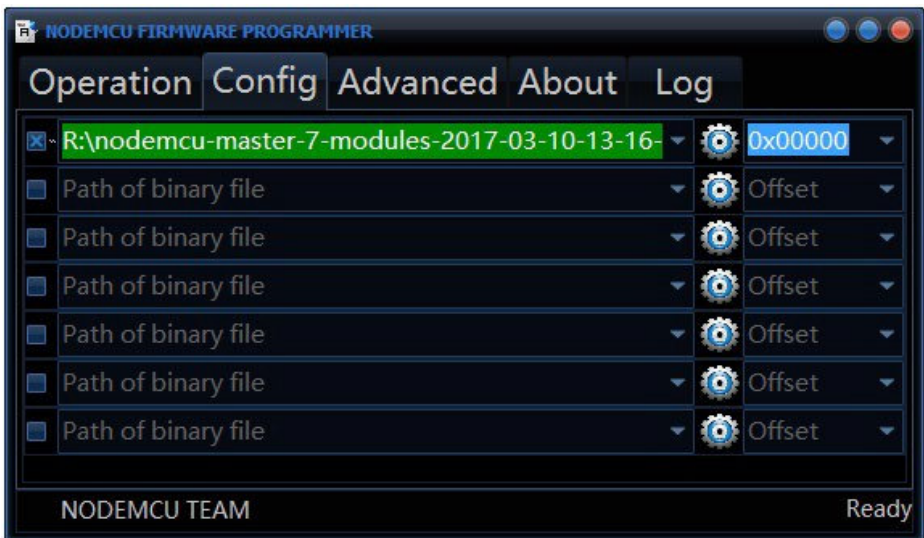 NODEMCU FIRMWARE PROGRAMMER
Operation Config Advanced About Log
R:\nodemcu-master-7-modules-2017-03-10-13-16- 0x00000
Path of binary file Offset
Path of binary file Offset
Path of binary file Offset
Path of binary file Offset
Path of binary file Offset
Path of binary file Offset
NODEMCU TEAM Ready